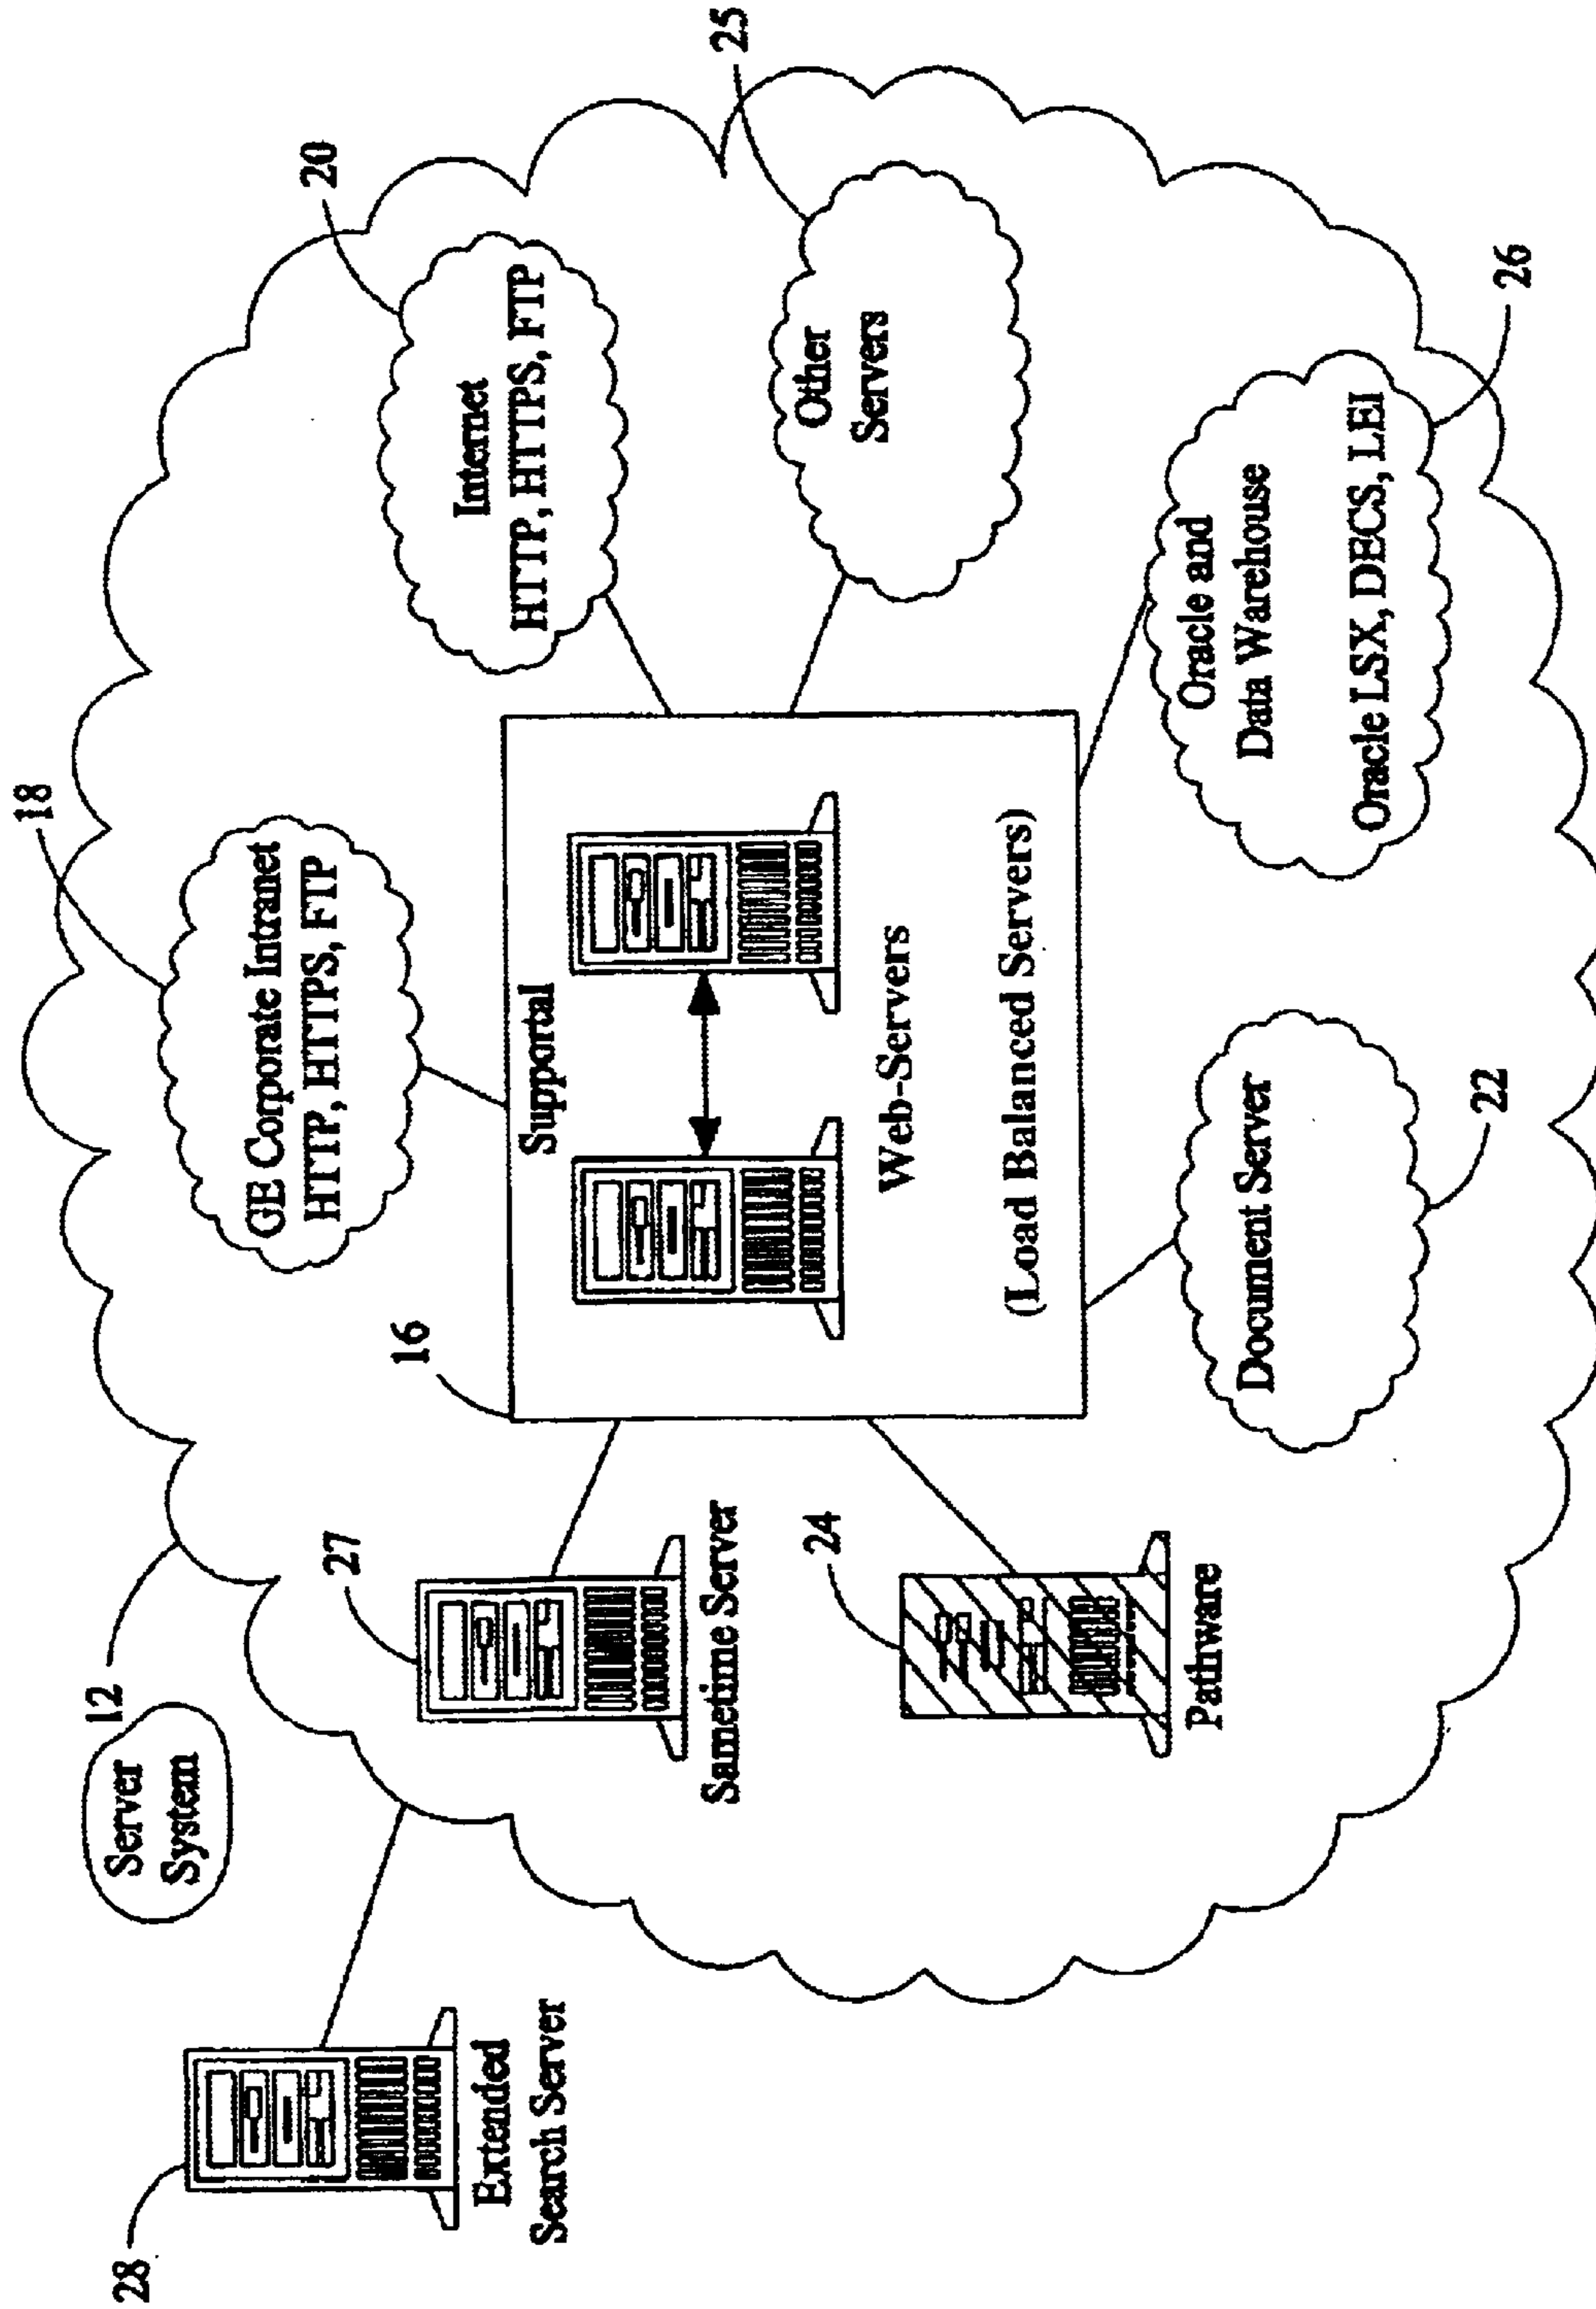 28
Extended
Search Server
Server
System
12
27
Sametime Server
24
Pathware
16
Supportal
Web-Servers
(Load Balanced Servers)
18
GE Corporate Intranet
HTTP, HTTPS, FTP
20
Internet
HTTP, HTTPS, FTP
25
Other
Servers
26
Oracle and
Data Warehouse
Oracle LSX, DECS, LEI
22
Document Server